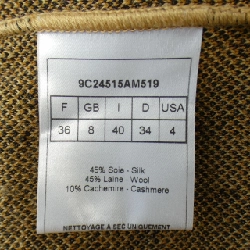 9C24515AM519
F GB I D USA
36 8 40 34 4
45% Soie - Silk
45% Laine - Wool
10% Cachemire - Cashmere
NETTOYAGE A SEC UNIQUEMENT